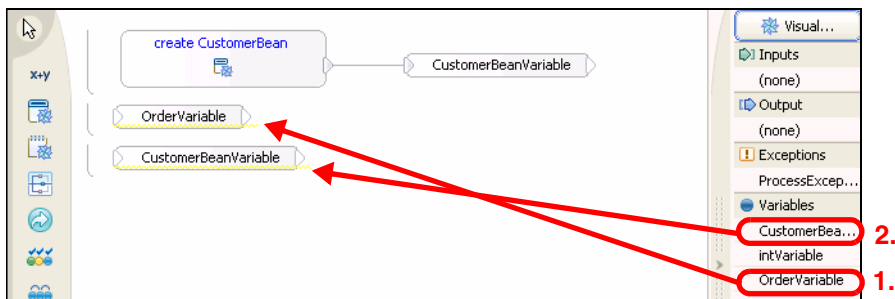 create CustomerBean
CustomerBeanVariable
x+y
OrderVariable
CustomerBeanVariable
Visual...
Inputs
(none)
Output
(none)
Exceptions
ProcessExcep...
Variables
CustomerBea... 2.
intVariable
OrderVariable 1.